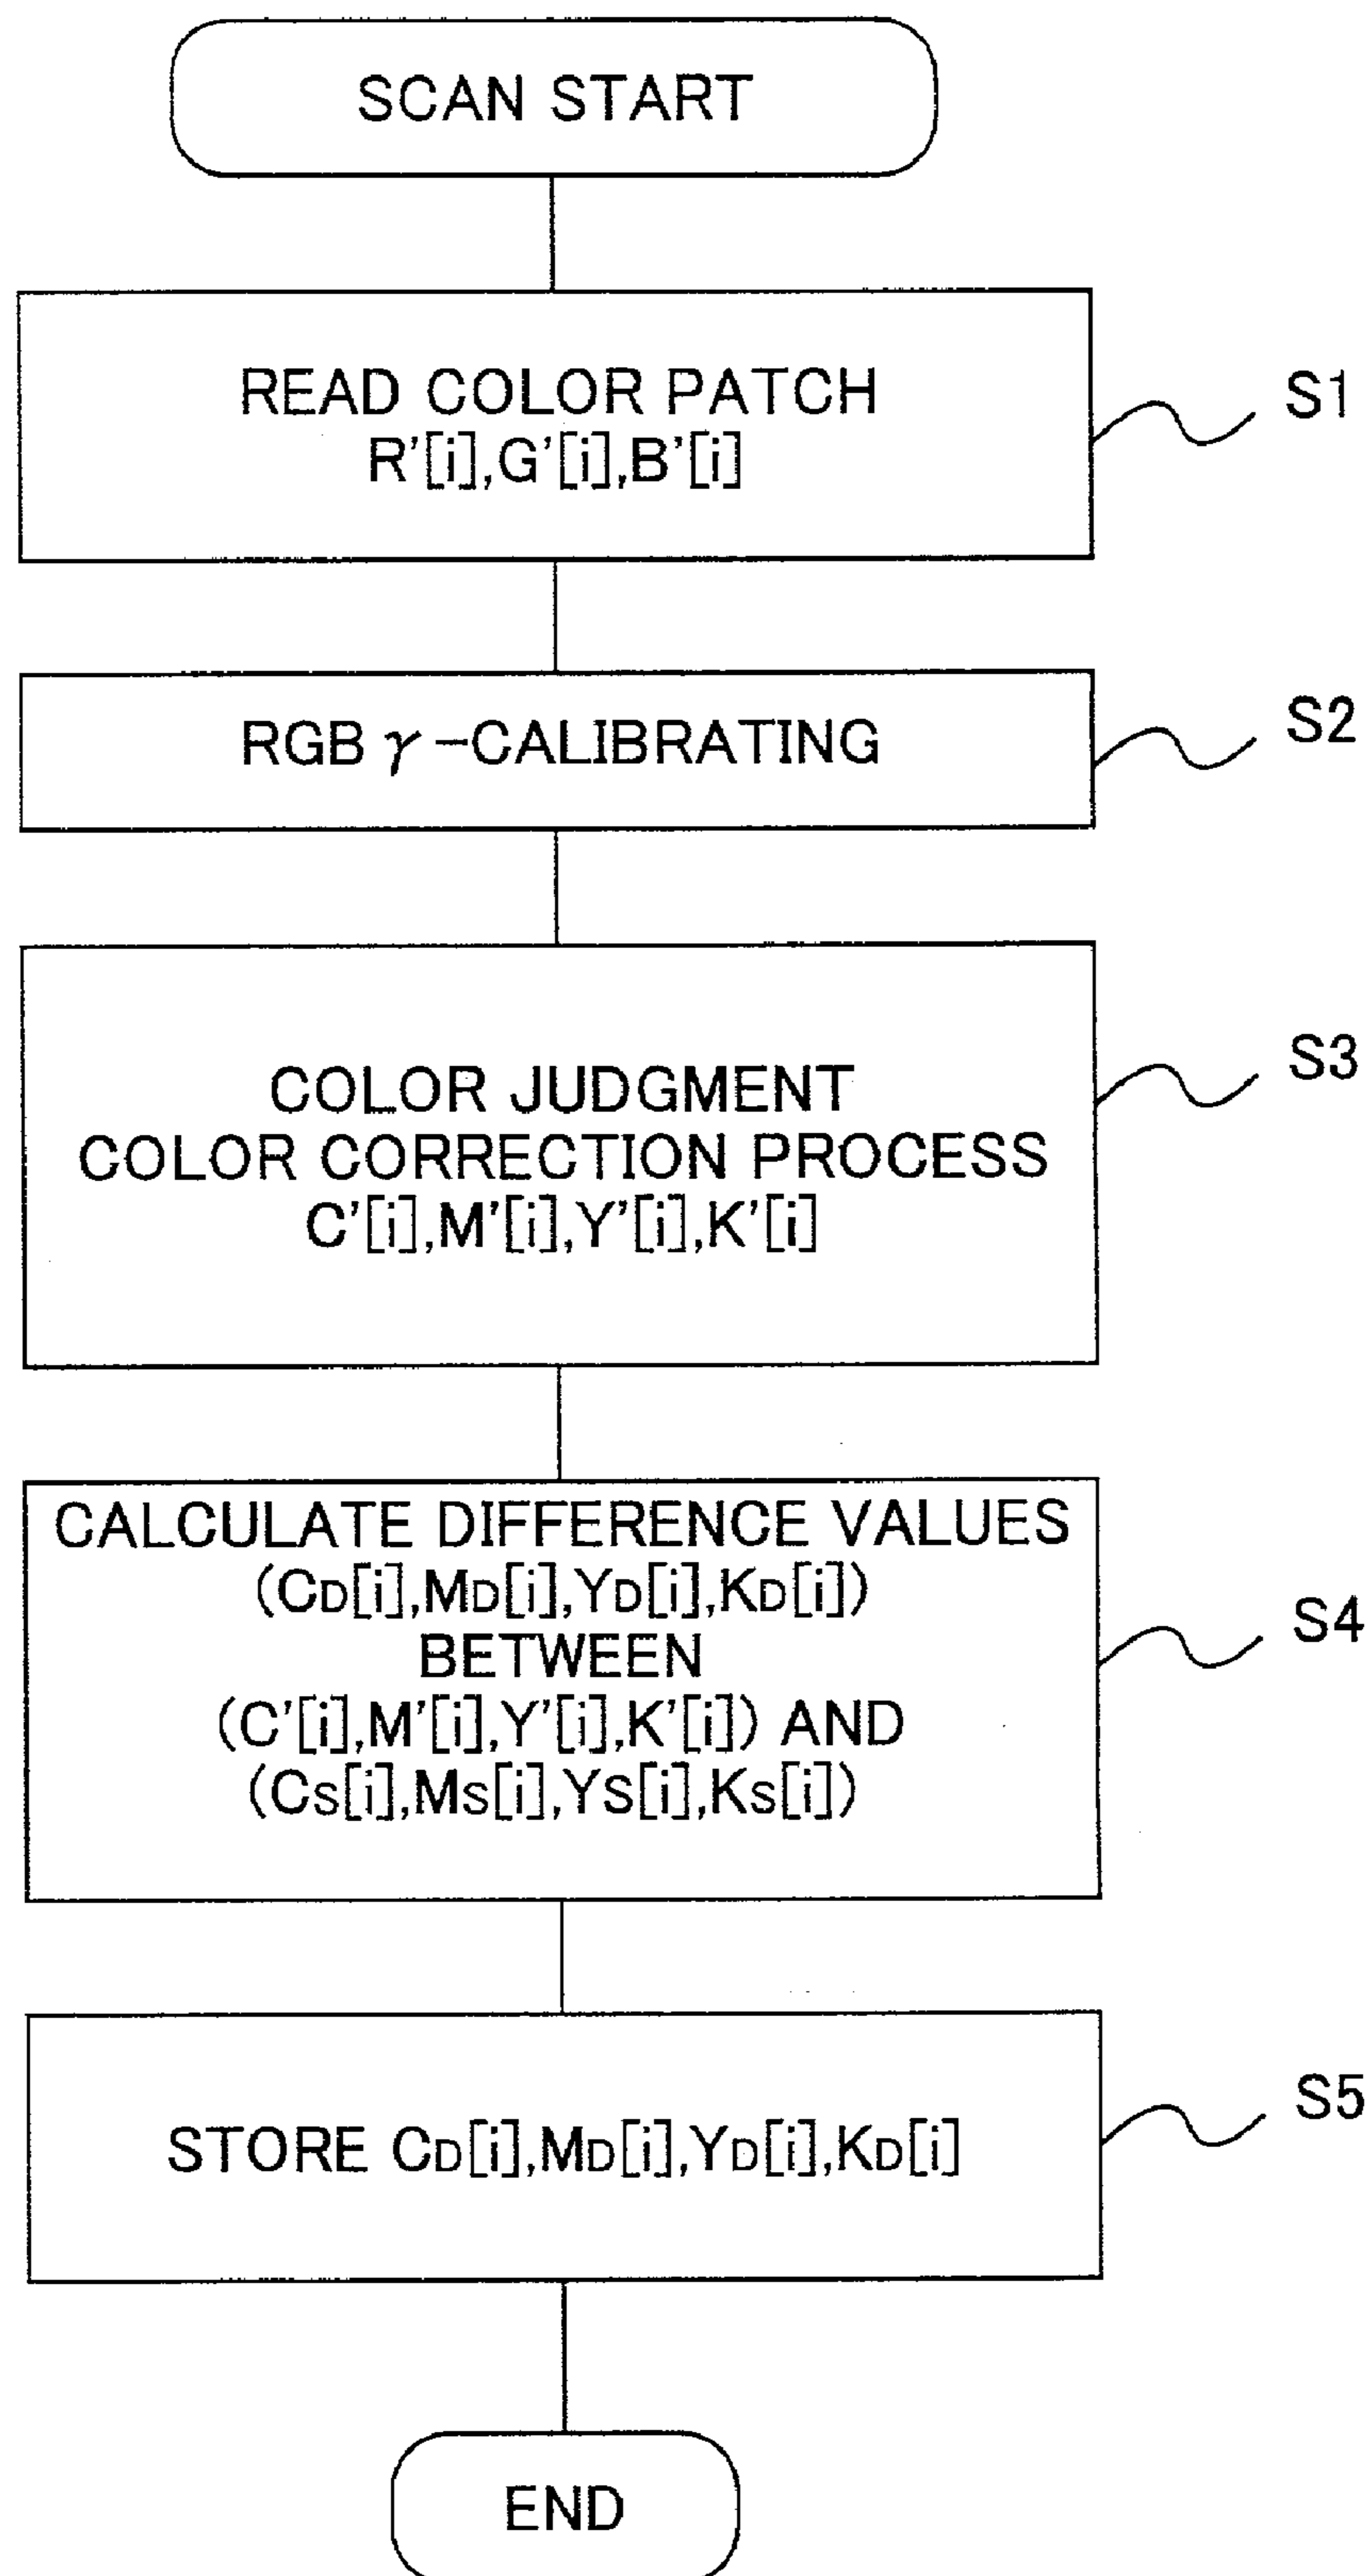 SCAN START
READ COLOR PATCH
R'[i],G'[i],B'[i]
S1
RGB γ-CALIBRATING
S2
COLOR JUDGMENT
COLOR CORRECTION PROCESS
C'[i],M'[i],Y'[i],K'[i]
S3
CALCULATE DIFFERENCE VALUES
(CD[i],MD[i],YD[i],KD[i])
BETWEEN
(C'[i],M'[i],Y'[i],K'[i]) AND
(CS[i],MS[i],YS[i],KS[i])
S4
STORE CD[i],MD[i],YD[i],KD[i]
S5
END